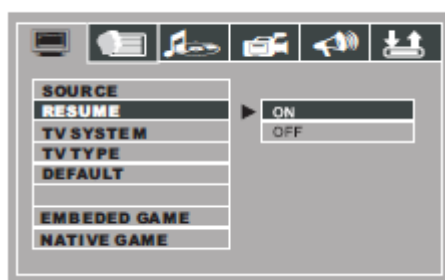 SOURCE
RESUME
ON
TV SYSTEM
OFF
TV TYPE
DEFAULT
EMBEDED GAME
NATIVE GAME